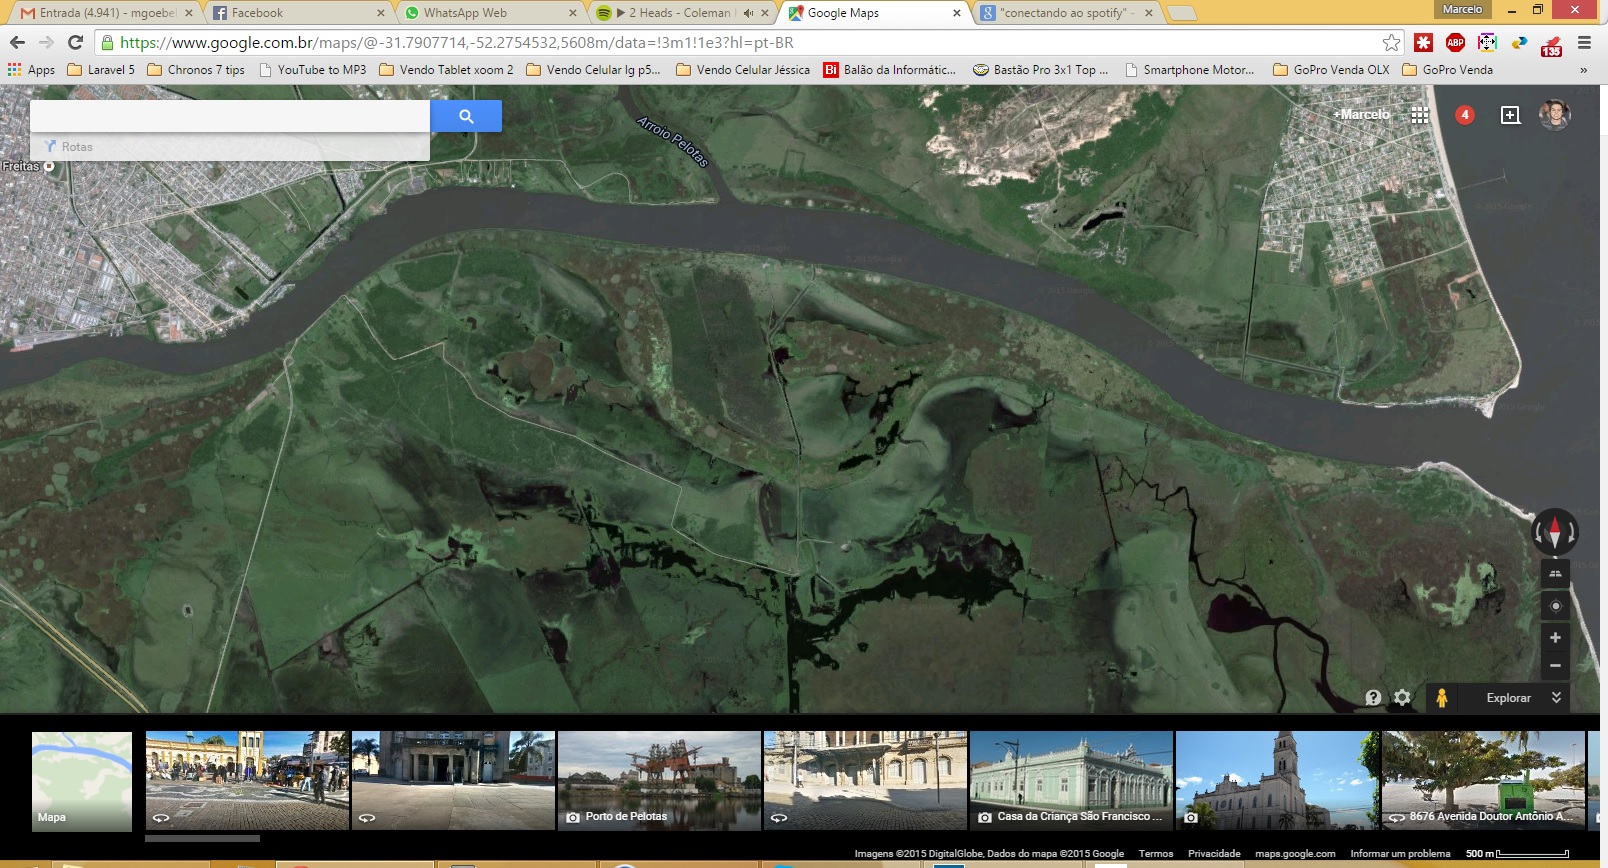 Entrada (4.941) - mgoebel
Facebook
WhatsApp Web
▶ 2 Heads - Coleman
Google Maps
"conectando ao spotify" -
Marcelo
https://www.google.com.br/maps/@-31.7907714,-52.2754532,5608m/data=!3m1!1e3?hl=pt-BR
ABP
135
Apps
Laravel 5
Chronos 7 tips
YouTube to MP3
Vendo Tablet xoom 2
Vendo Celular lg p5...
Vendo Celular Jéssica
Bi
Balão da Informátic...
Bastão Pro 3x1 Top ...
Smartphone Motor...
GoPro Venda OLX
GoPro Venda
»
+Marcelo
4
Rotas
Freitas
Arroio Pelotas
Explorar
Mapa
Porto de Pelotas
Casa da Criança São Francisco ...
8676 Avenida Doutor Antônio A...
Imagens ©2015 DigitalGlobe, Dados do mapa ©2015 Google
Termos
Privacidade
maps.google.com
Informar um problema
500 m